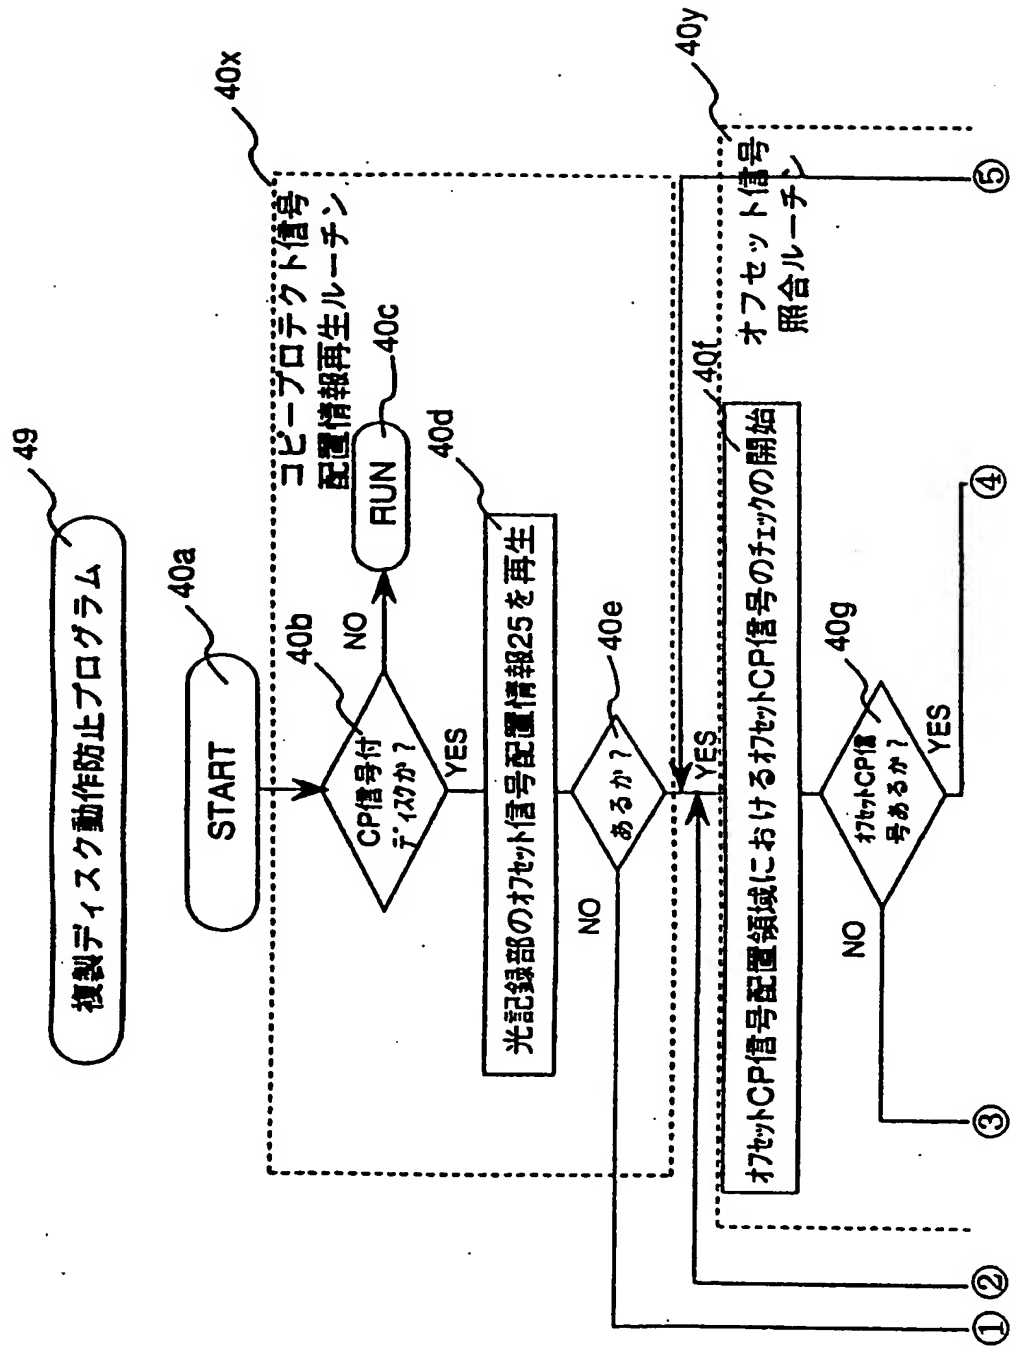 複製ディスク動作防止プログラム
49
START
40a
40x
コピープロテクト信号
配置情報再生ルーチン
CP信号付
ディスクか?
40b
NO
RUN
40c
YES
光記録部のオフセット信号配置情報25を再生
40d
あるか?
40e
NO
YES
40y
オフセット信号
照合ルーチン
オフセットCP信号配置領域におけるオフセットCP信号のチェックの開始
40f
オフセットCP信
号あるか?
40g
NO
YES
①
②
③
④
⑤